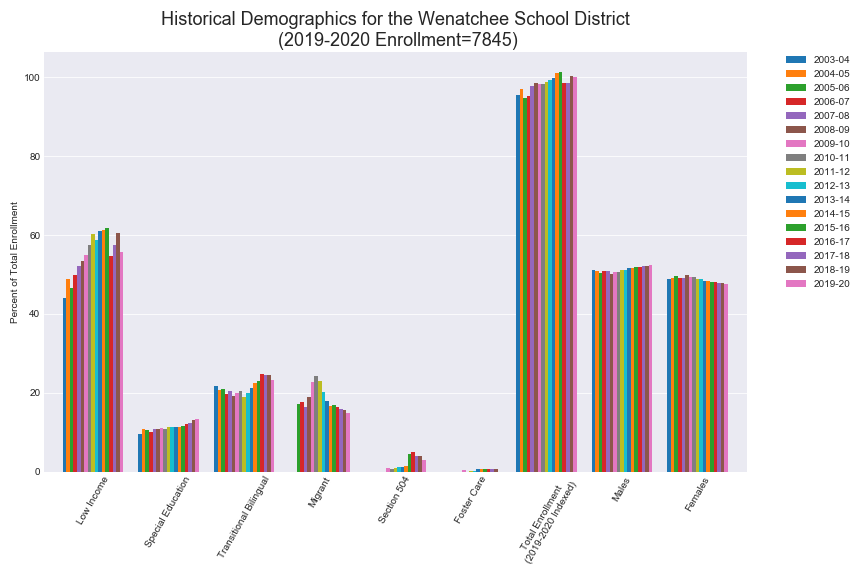 Historical Demographics for the Wenatchee School District
(2019-2020 Enrollment=7845)
Percent of Total Enrollment
100
80
60
40
20
0
Low Income
Special Education
Transitional Bilingual
Migrant
Section 504
Foster Care
Total Enrollment
(2019-2020 Indexed)
Males
Females
2003-04
2004-05
2005-06
2006-07
2007-08
2008-09
2009-10
2010-11
2011-12
2012-13
2013-14
2014-15
2015-16
2016-17
2017-18
2018-19
2019-20